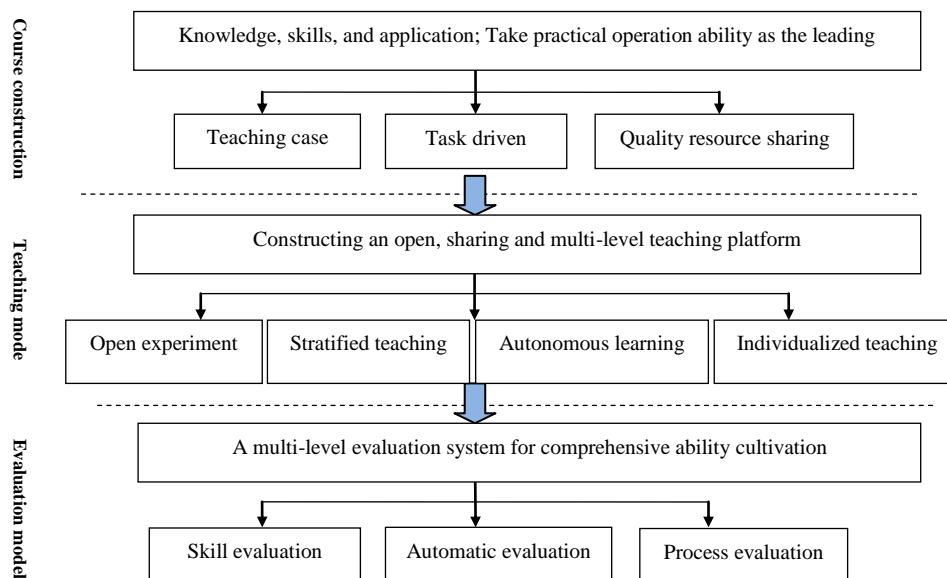 Course construction
Knowledge, skills, and application; Take practical operation ability as the leading
Teaching case
Task driven
Quality resource sharing
Teaching mode
Constructing an open, sharing and multi-level teaching platform
Open experiment
Stratified teaching
Autonomous learning
Individualized teaching
Evaluation model
A multi-level evaluation system for comprehensive ability cultivation
Skill evaluation
Automatic evaluation
Process evaluation